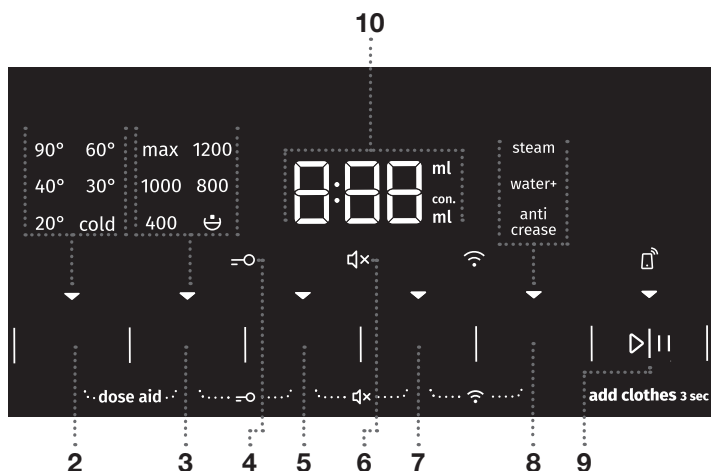 10
90° 60° max 1200 8:88 ml steam
40° 30° 1000 800 con. water+
20° cold 400 ml anti
crease
dose aid add clothes 3 sec
2 3 4 5 6 7 8 9